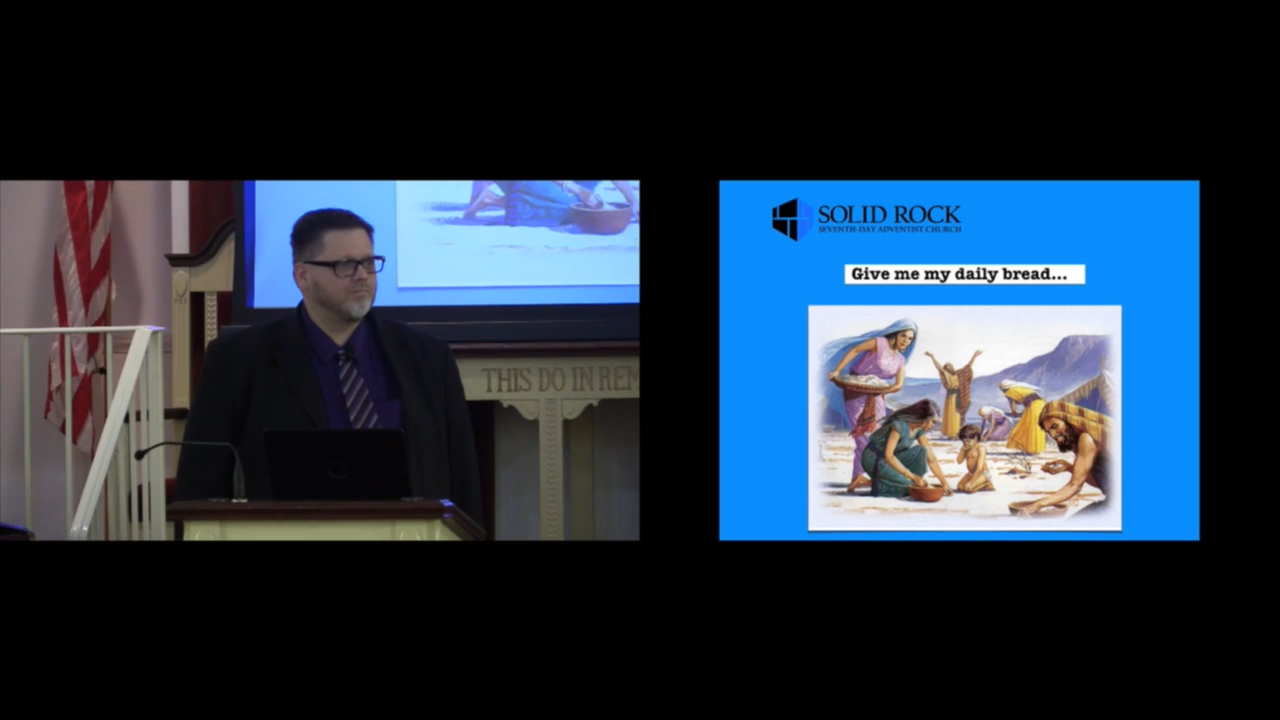 THIS DO IN REM
SOLID ROCK
SEVENTH-DAY ADVENTIST CHURCH
Give me my daily bread...